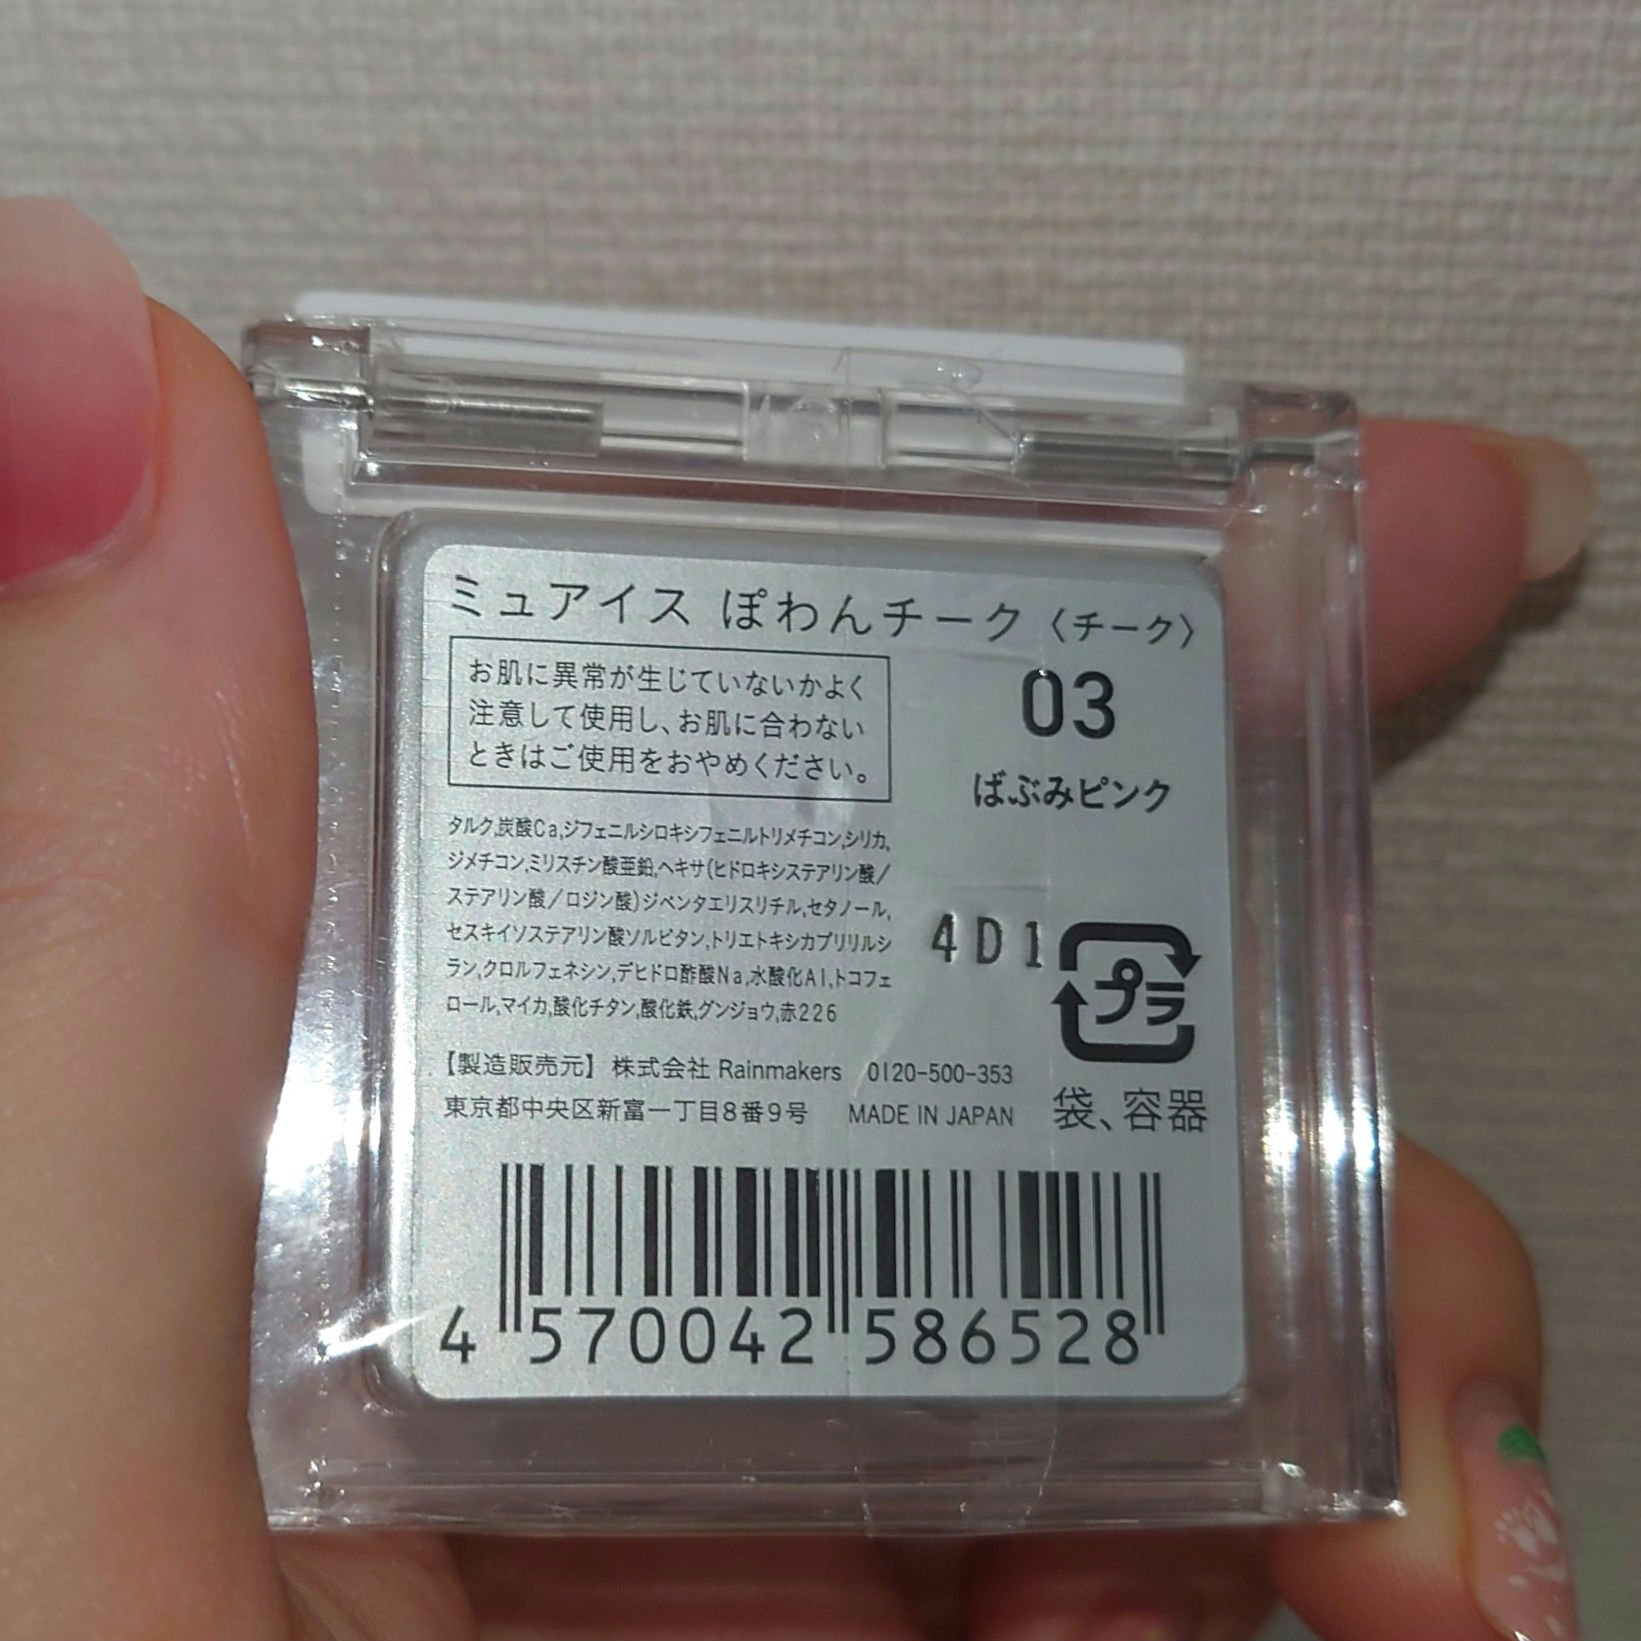 ミュアイス ぽわんチーク〈チーク〉
お肌に異常が生じていないかよく
注意して使用し、お肌に合わない
ときはご使用をおやめください。
03
ばぶみピンク
タルク,炭酸Ca,ジフェニルシロキシフェニルトリメチコン,シリカ,
ジメチコン,ミリスチン酸亜鉛,ヘキサ(ヒドロキシステアリン酸/
ステアリン酸/ロジン酸)ジペンタエリスリチル,セタノール,
セスキイソステアリン酸ソルビタン,トリエトキシカプリリルシ
ラン,クロルフェネシン,デヒドロ酢酸Na,水酸化Al,トコフェ
ロール,マイカ,酸化チタン,酸化鉄,グンジョウ,赤226
4D1
プラ
袋、容器
【製造販売元】株式会社 Rainmakers 0120-500-353
東京都中央区新富一丁目8番9号 MADE IN JAPAN
4 570042 586528